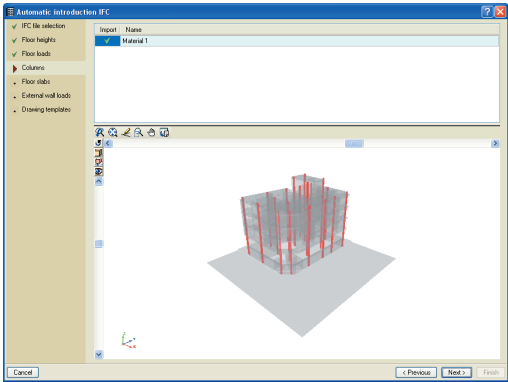 Automatic introduction IFC
IFC file selection
Floor heights
Floor loads
Columns
Floor slabs
External wall loads
Drawing templates
Import Name
Material 1
Cancel
< Previous
Next >
Finish